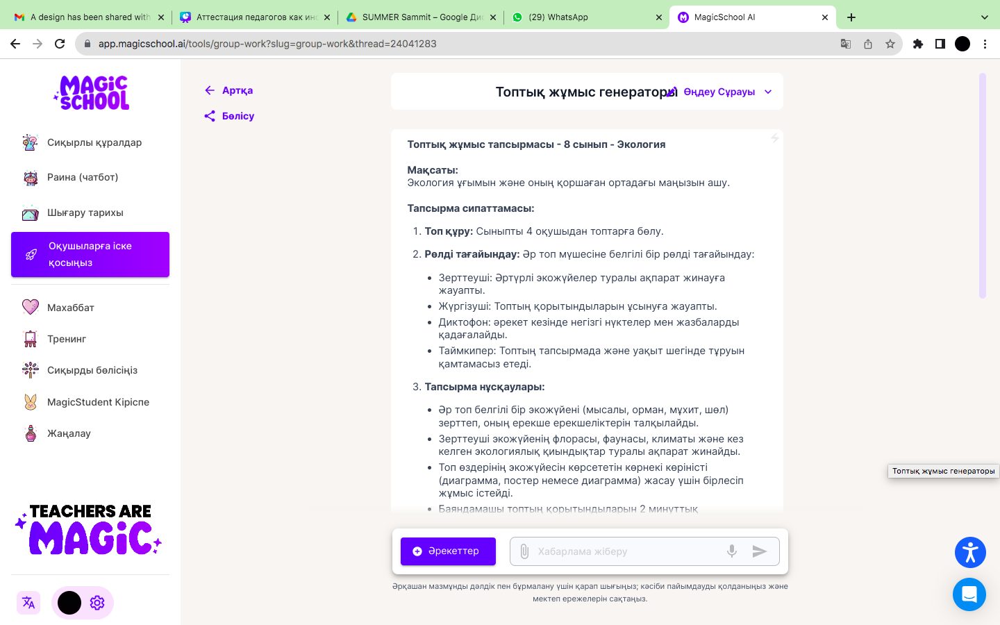 A design has been shared with
Аттестация педагогов как инс
SUMMER Sammit – Google Дис
(29) WhatsApp
MagicSchool AI
app.magicschool.ai/tools/group-work?slug=group-work&thread=24041283
MAGIC
SCHOOL
Сиқырлы құралдар
Раина (чатбот)
Шығару тарихы
Оқушыларға іске
қосыңыз
Махаббат
Тренинг
Сиқырды бөлісіңіз
MagicStudent Кіріспе
Жаңалау
TEACHERS ARE
MAGIC
Артқа
Бөлісу
Топтық жұмыс генераторы
Өңдеу Сұрауы
Топтық жұмыс тапсырмасы - 8 сынып - Экология
Мақсаты:
Экология ұғымын және оның қоршаған ортадағы маңызын ашу.
Тапсырма сипаттамасы:
1. Топ құру: Сыныпты 4 оқушыдан топтарға бөлу.
2. Рөлді тағайындау: Әр топ мүшесіне белгілі бір рөлді тағайындау:
• Зерттеуші: Әртүрлі экожүйелер туралы ақпарат жинауға
жауапты.
• Жүргізуші: Топтың қорытындыларын ұсынуға жауапты.
• Диктофон: әрекет кезінде негізгі нүктелер мен жазбаларды
қадағалайды.
• Таймкипер: Топтың тапсырмада және уақыт шегінде тұруын
қамтамасыз етеді.
3. Тапсырма нұсқаулары:
• Әр топ белгілі бір экожүйені (мысалы, орман, мұхит, шөл)
зерттеп, оның ерекше ерекшеліктерін талқылайды.
• Зерттеуші экожүйенің флорасы, фаунасы, климаты және кез
келген экологиялық қиындықтар туралы ақпарат жинайды.
• Топ өздерінің экожүйесін көрсететін көрнекі көріністі
(диаграмма, постер немесе диаграмма) жасау үшін бірлесіп
жұмыс істейді.
• Баяндамашы топтың қорытындыларын 2 минуттық
Әрекеттер
Хабарлама жіберу
Әрқашан мазмұнды дәлдік пен бұрмалану үшін қарап шығыңыз; кәсіби пайымдауды қолданыңыз және
мектеп ережелерін сақтаңыз.
Топтық жұмыс генераторы